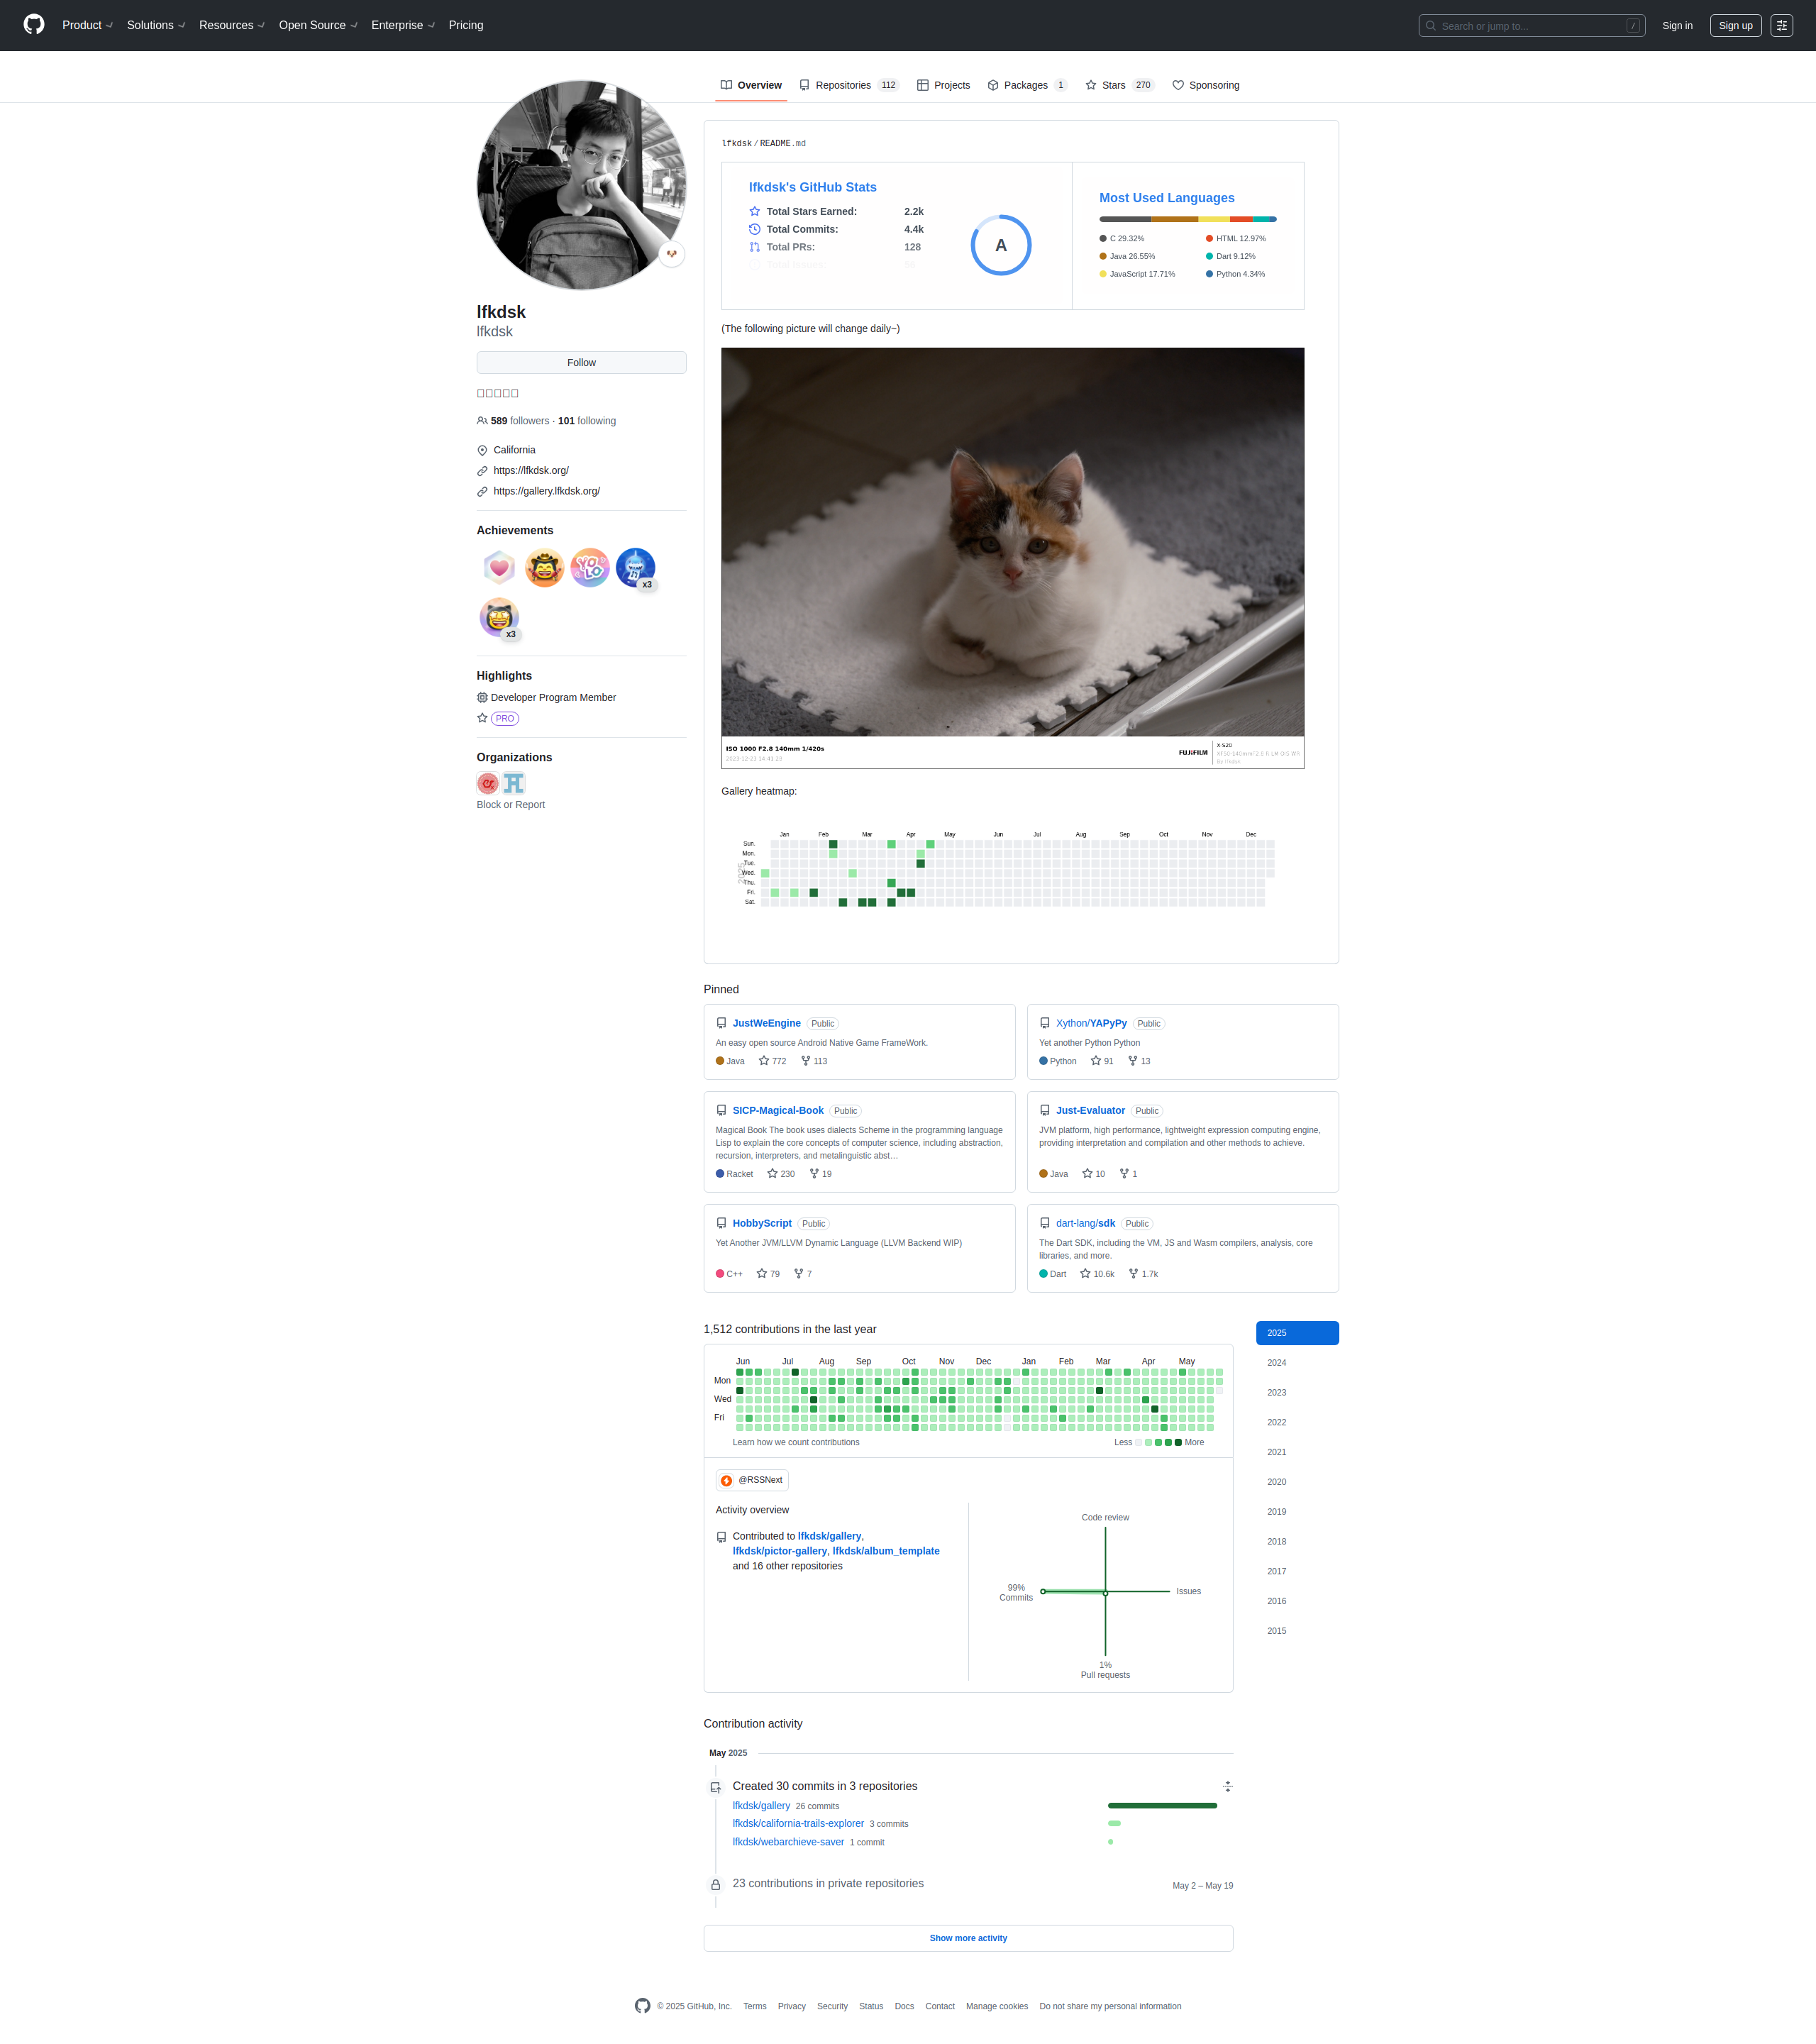 Product Solutions Resources Open Source Enterprise Pricing Search or jump to... / Sign in Sign up
Overview Repositories 112 Projects Packages 1 Stars 270 Sponsoring
lfkdsk
lfkdsk
Follow
589 followers · 101 following
California
https://lfkdsk.org/
https://gallery.lfkdsk.org/
Achievements
YOLO
x3
x3
Highlights
Developer Program Member
PRO
Organizations
Block or Report
lfkdsk / README.md
lfkdsk's GitHub Stats
Total Stars Earned: 2.2k
Total Commits: 4.4k
Total PRs: 128
A
Most Used Languages
C 29.32% HTML 12.97%
Java 26.55% Dart 9.12%
JavaScript 17.71% Python 4.34%
(The following picture will change daily~)
ISO 1000 F2.8 140mm 1/420s
2023-12-23 14:41:23
FUJIFILM
X-S20
Gallery heatmap:
Jan Feb Mar Apr May Jun Jul Aug Sep Oct Nov Dec
2025
Sun.
Mon.
Tue.
Wed.
Thu.
Fri.
Sat.
Pinned
JustWeEngine Public
An easy open source Android Native Game FrameWork.
Java 772 113
Xython/YAPyPy Public
Yet another Python Python
Python 91 13
SICP-Magical-Book Public
Magical Book The book uses dialects Scheme in the programming language
Lisp to explain the core concepts of computer science, including abstraction,
recursion, interpreters, and metalinguistic abst…
Racket 230 19
Just-Evaluator Public
JVM platform, high performance, lightweight expression computing engine,
providing interpretation and compilation and other methods to achieve.
Java 10 1
HobbyScript Public
Yet Another JVM/LLVM Dynamic Language (LLVM Backend WIP)
C++ 79 7
dart-lang/sdk Public
The Dart SDK, including the VM, JS and Wasm compilers, analysis, core
libraries, and more.
Dart 10.6k 1.7k
1,512 contributions in the last year
Jun Jul Aug Sep Oct Nov Dec Jan Feb Mar Apr May
Mon
Wed
Fri
Learn how we count contributions Less More
@RSSNext
Activity overview
Contributed to lfkdsk/gallery,
lfkdsk/pictor-gallery, lfkdsk/album_template
and 16 other repositories
Code review
99%
Commits
Issues
1%
Pull requests
2025
2024
2023
2022
2021
2020
2019
2018
2017
2016
2015
Contribution activity
May 2025
Created 30 commits in 3 repositories
lfkdsk/gallery 26 commits
lfkdsk/california-trails-explorer 3 commits
lfkdsk/webarchieve-saver 1 commit
23 contributions in private repositories May 2 – May 19
Show more activity
© 2025 GitHub, Inc. Terms Privacy Security Status Docs Contact Manage cookies Do not share my personal information